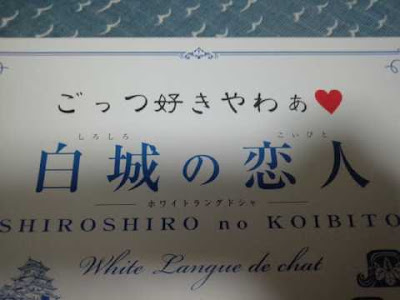 ごっつ好きやわぁ♥
しろしろ こいびと
白城の恋人
ホワイトラングドシャ
SHIROSHIRO no KOIBITO
White Langue de chat